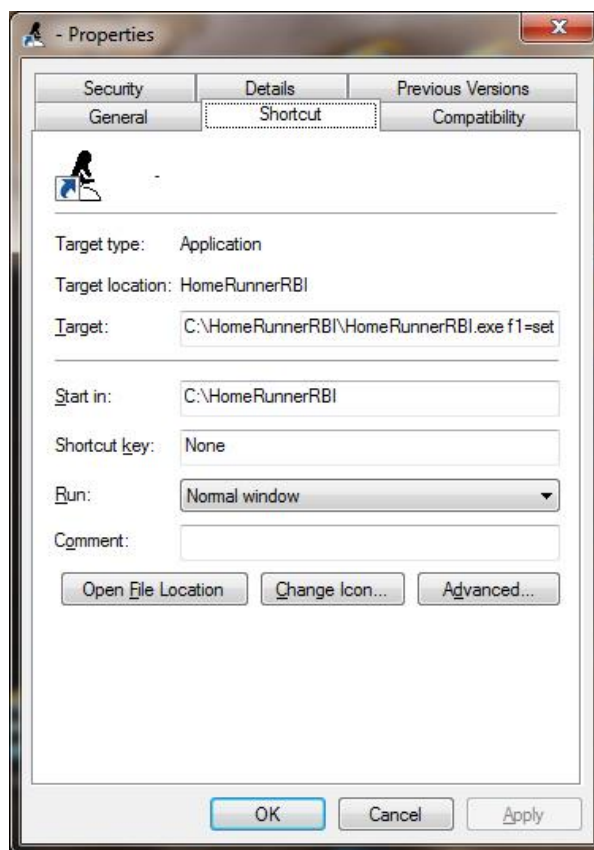 - Properties
Security Details Previous Versions
General Shortcut Compatibility
-
Target type: Application
Target location: HomeRunnerRBI
Target: C:\HomeRunnerRBI\HomeRunnerRBI.exe f1=set
Start in: C:\HomeRunnerRBI
Shortcut key: None
Run: Normal window
Comment:
Open File Location Change Icon... Advanced...
OK Cancel Apply